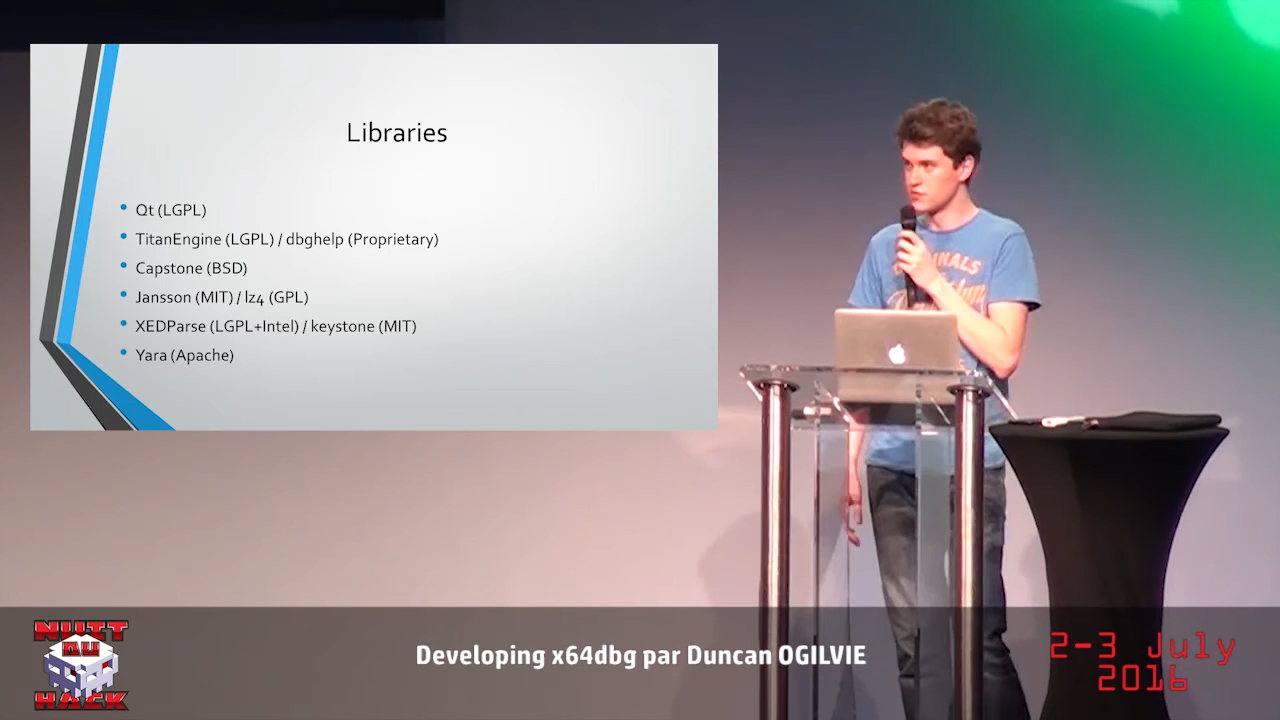 Libraries
Qt (LGPL)
TitanEngine (LGPL) / dbghelp (Proprietary)
Capstone (BSD)
Jansson (MIT) / lz4 (GPL)
XEDParse (LGPL+Intel) / keystone (MIT)
Yara (Apache)
NUIT
DU
HACK
Developing x64dbg par Duncan OGILVIE
2-3 July
2016